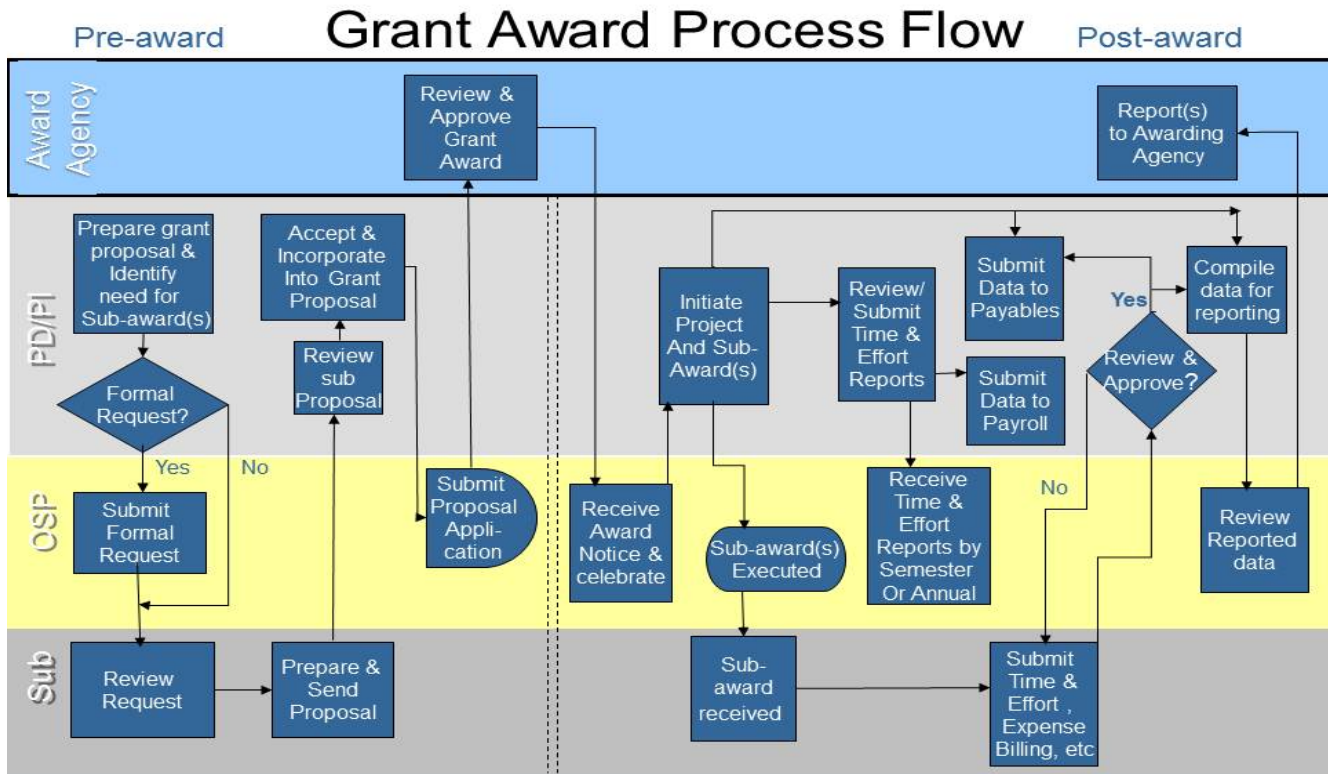 Grant Award Process Flow
Pre-award
Post-award
Award
Agency
Review &
Approve
Grant
Award
Report(s)
to Awarding
Agency
PD/PI
Prepare grant
proposal &
Identify
need for
Sub-award(s)
Formal
Request?
Yes
No
Accept &
Incorporate
Into Grant
Proposal
Review
sub
Proposal
Initiate
Project
And Sub-
Award(s)
Review/
Submit
Time &
Effort
Reports
Submit
Data to
Payables
Submit
Data to
Payroll
Yes
Review &
Approve?
No
Compile
data for
reporting
OSP
Submit
Formal
Request
Submit
Proposal
Appli-
cation
Receive
Award
Notice &
celebrate
Sub-award(s)
Executed
Receive
Time &
Effort
Reports by
Semester
Or Annual
Review
Reported
data
Sub
Review
Request
Prepare &
Send
Proposal
Sub-
award
received
Submit
Time &
Effort ,
Expense
Billing, etc